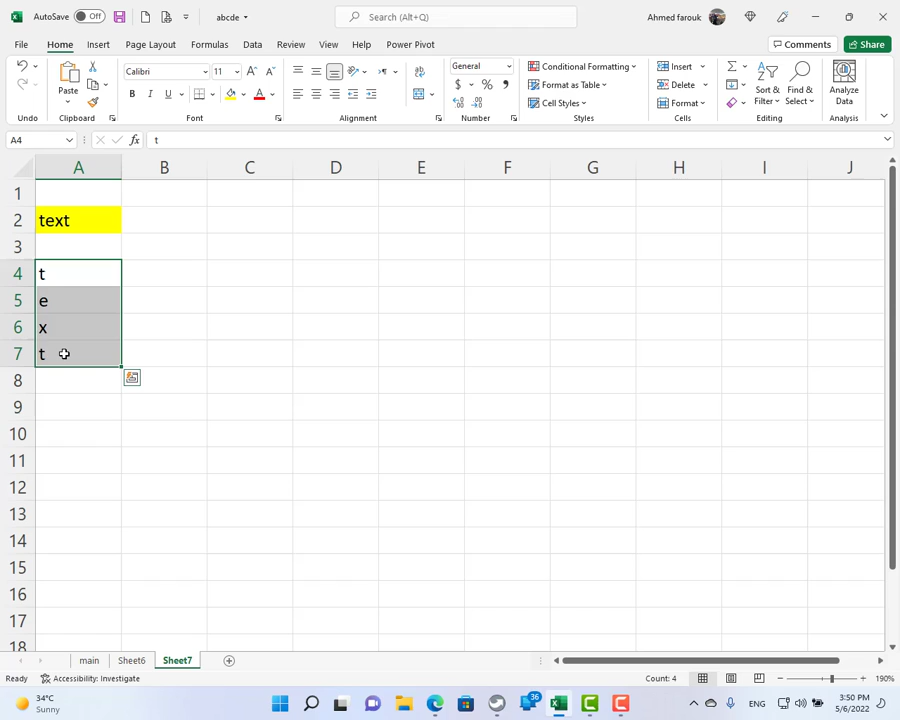 AutoSave Off abcde Search (Alt+Q) Ahmed farouk
File Home Insert Page Layout Formulas Data Review View Help Power Pivot Comments Share
Paste Calibri 11 General Conditional Formatting Insert Sort & Filter Find & Select Analyze Data
B I U A $ % Format as Table Delete
Cell Styles Format
Undo Clipboard Font Alignment Number Styles Cells Editing Analysis
A4 fx t
A B C D E F G H I J
1
2 text
3
4 t
5 e
6 x
7 t
8
9
10
11
12
13
14
15
16
17
18
main Sheet6 Sheet7
Ready Accessibility: Investigate Count: 4 190%
34°C
Sunny
36
ENG
3:50 PM
5/6/2022